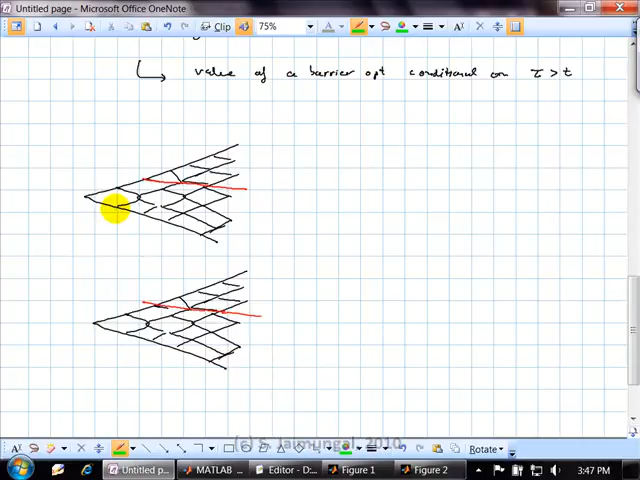 Untitled page - Microsoft Office OneNote
Clip 75%
value of a barrier opt conditional on τ > t
(c) S. Jaimungal, 2010
Rotate
Untitled p... MATLAB Editor - D:... Figure 1 Figure 2 3:47 PM